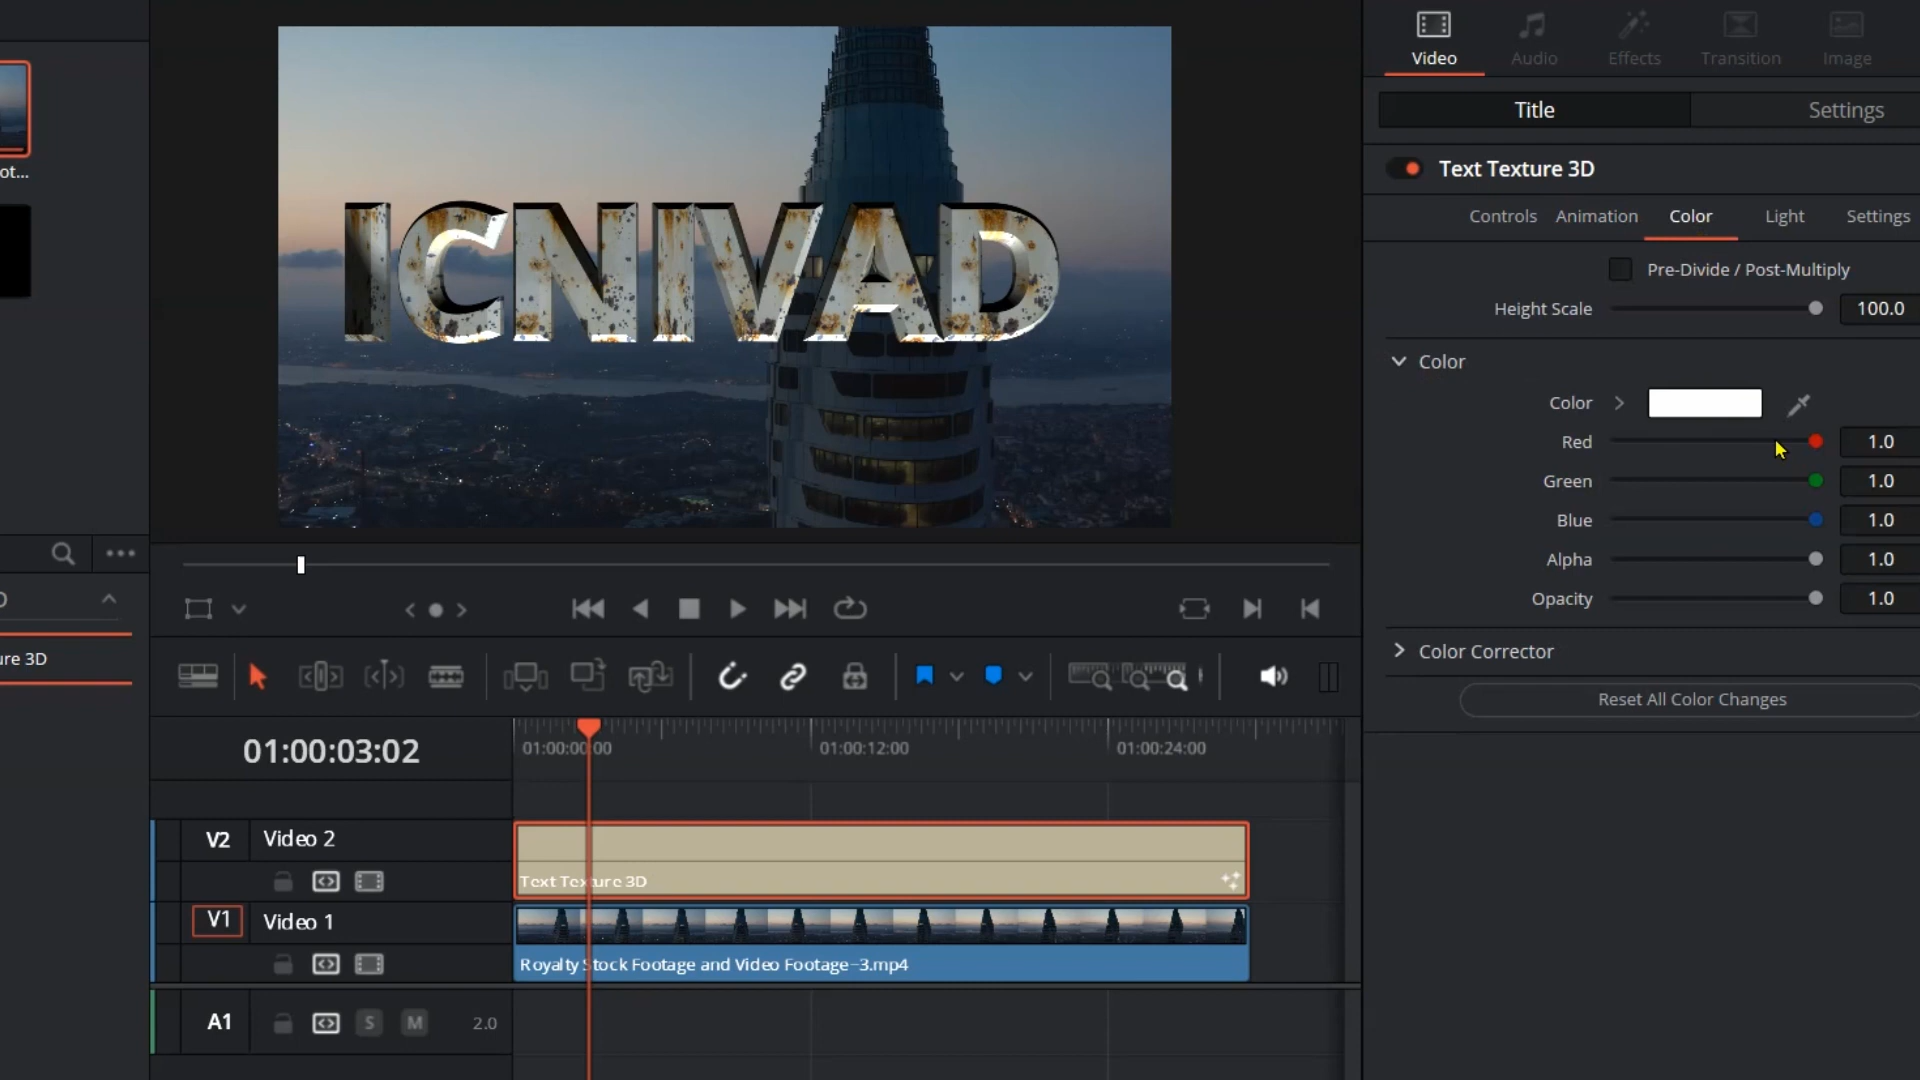 Video
Audio
Effects
Transition
Image
Title
Settings
Text Texture 3D
Controls
Animation
Color
Light
Settings
Pre-Divide / Post-Multiply
Height Scale
100.0
Color
Color
Red
1.0
Green
1.0
Blue
1.0
Alpha
1.0
Opacity
1.0
Color Corrector
Reset All Color Changes
ICNIVAD
ot...
ure 3D
01:00:03:02
01:00:00:00
01:00:12:00
01:00:24:00
V2
Video 2
Text Texture 3D
V1
Video 1
Royalty Stock Footage and Video Footage-3.mp4
A1
S
M
2.0